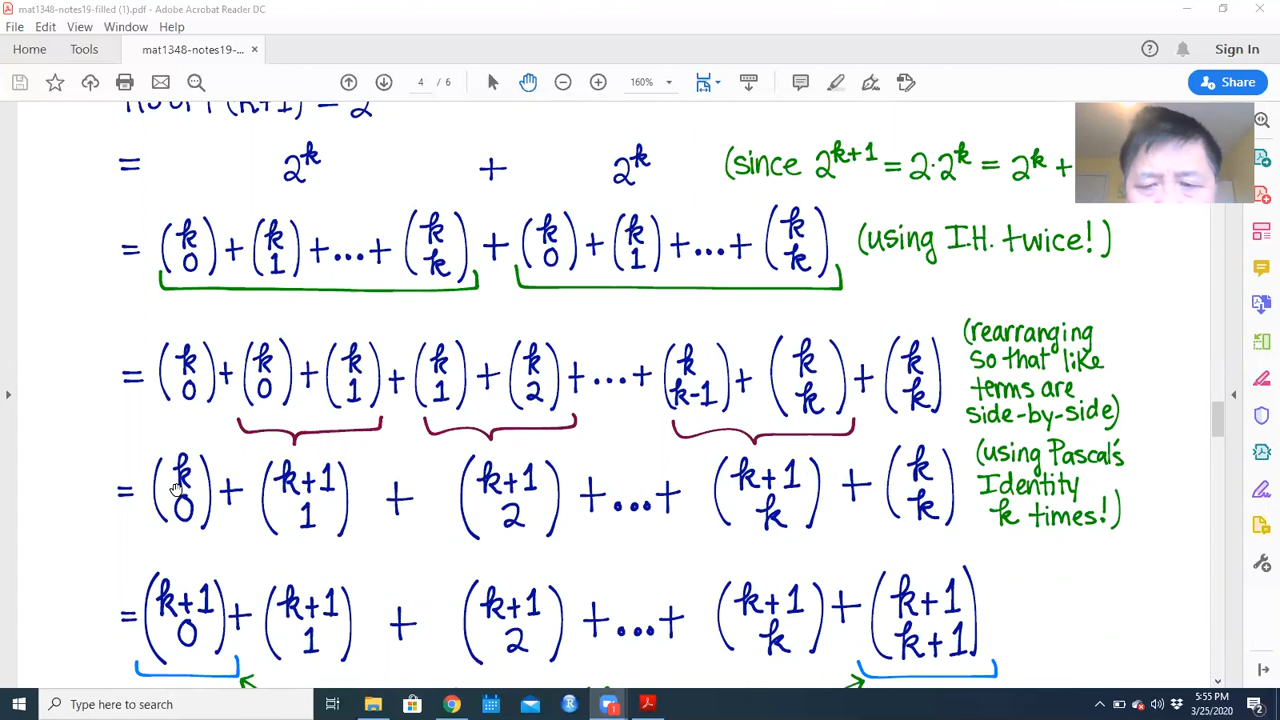 mat1348-notes19-filled (1).pdf - Adobe Acrobat Reader DC
File Edit View Window Help
Home Tools mat1348-notes19-... × Sign In
4 / 6 160% Share
(k+1) = 2
= 2^k + 2^k (since 2^{k+1} = 2·2^k = 2^k +
= (k 0) + (k 1) + ... + (k k) + (k 0) + (k 1) + ... + (k k) (using I.H. twice!)
= (k 0) + (k 0) + (k 1) + (k 1) + (k 2) + ... + (k k-1) + (k k) + (k k) (rearranging
so that like
terms are
side-by-side)
= (k 0) + (k+1 1) + (k+1 2) + ... + (k+1 k) + (k k) (using Pascal's
Identity
k times!)
= (k+1 0) + (k+1 1) + (k+1 2) + ... + (k+1 k) + (k+1 k+1)
Type here to search
5:55 PM
3/25/2020